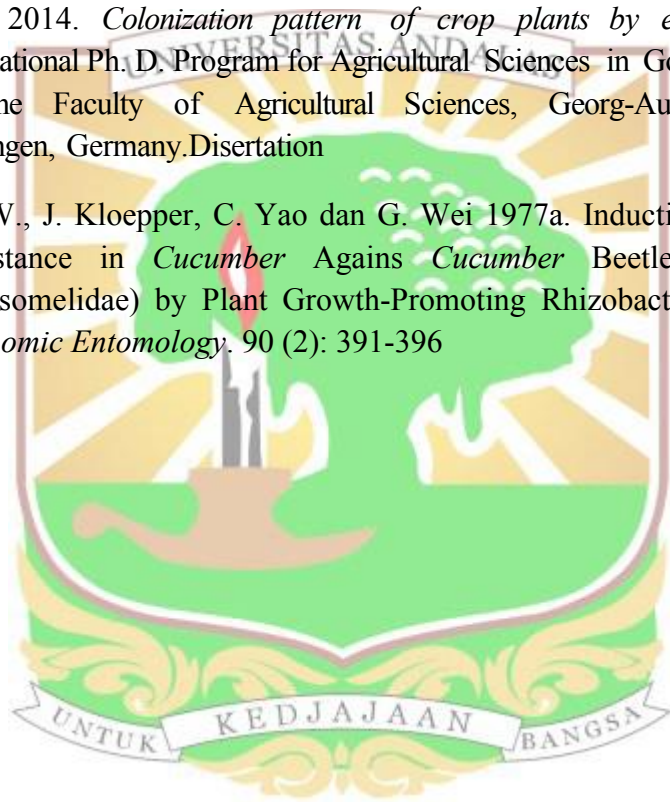 2014. Colonization pattern of crop plants by e
UNIVERSITAS ANDALAS
ational Ph. D. Program for Agricultural Sciences in Go
ne Faculty of Agricultural Sciences, Georg-Au
ngen, Germany.Disertation
V., J. Kloepper, C. Yao dan G. Wei 1977a. Inducti
stance in Cucumber Agains Cucumber Beetle
somelidae) by Plant Growth-Promoting Rhizobact
omic Entomology. 90 (2): 391-396
UNTUK KEDJAJAAN BANGSA